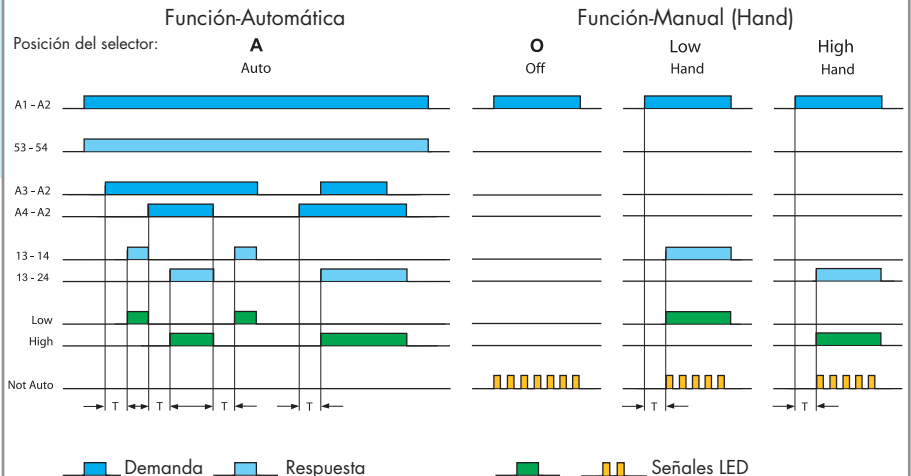 Función-Automática
Función-Manual (Hand)
Posición del selector:
A
O
Low
High
Auto
Off
Hand
Hand
A1 - A2
53 - 54
A3 - A2
A4 - A2
13 - 14
13 - 24
Low
High
Not Auto
T T T T T T
Demanda Respuesta Señales LED